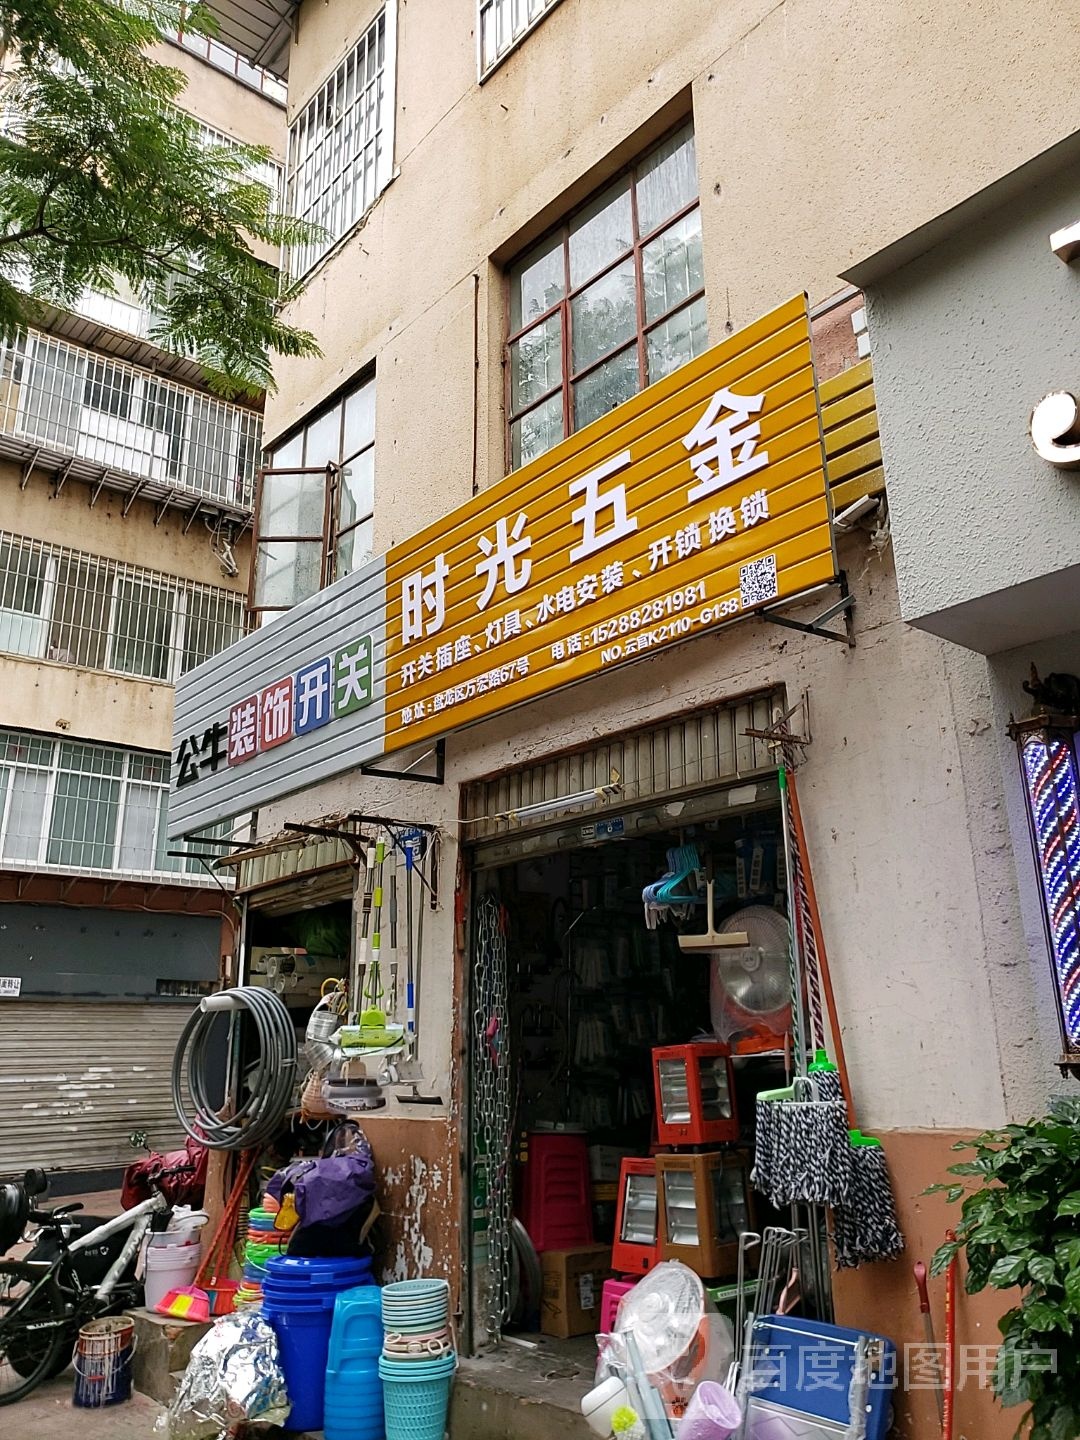 公牛装饰开关
时光五金
开关插座、灯具、水电安装、开锁换锁
地址:盘龙区万宏路67号 电话:15288281981
NO.云官K2110-G138
百度地图用户